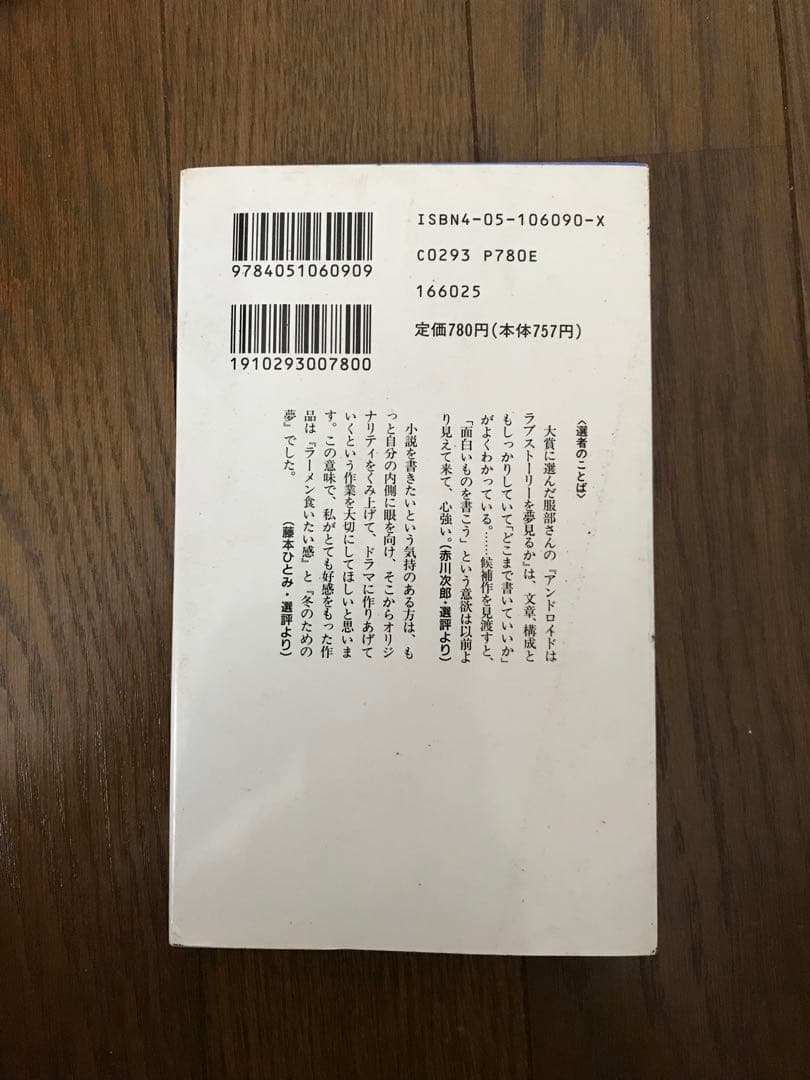 ISBN4-05-106090-X
9784051060909
C0293 P780E
166025
定価780円(本体757円)
1910293007800
〈選者のことば〉
大賞に選んだ服部さんの『アンドロイドは
ラブストーリーを夢見るか』は、文章、構成と
もしっかりしていて「どこまで書いていいか」
がよくわかっている。……候補作を見渡すと、
「面白いものを書こう」という意欲は以前よ
り見えて来て、心強い。(赤川次郎・選評より)
小説を書きたいという気持のある方は、も
っと自分の内側に眼を向け、そこからオリジ
ナリティをくみ上げて、ドラマに作りあげて
いくという作業を大切にしてほしいと思いま
す。この意味で、私がとても好感をもった作
品は『ラーメン食いたい感』と『冬のための
夢』でした。 (藤本ひとみ・選評より)